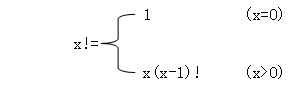 1 (x=0)
x!=
x(x-1)! (x>0)